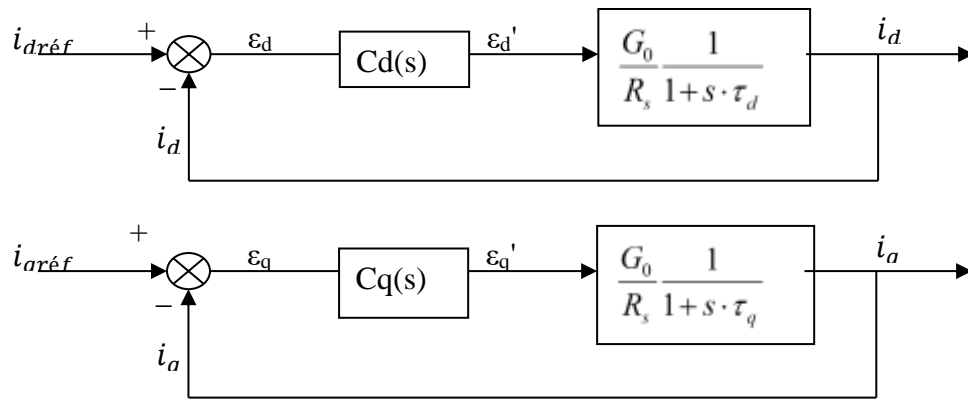 i_dréf + ε_d Cd(s) ε_d' G_0/R_s 1/(1+s·τ_d) i_d
−
i_d
i_qréf + ε_q Cq(s) ε_q' G_0/R_s 1/(1+s·τ_q) i_q
−
i_q